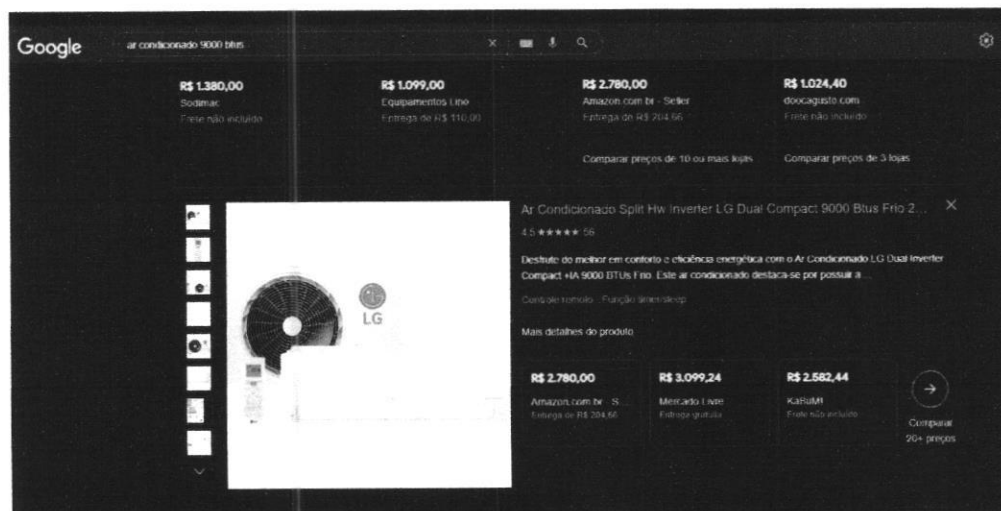 Google
ar condicionado 9000 btus
R$ 1.380,00
Sodimac
Frete não incluído
R$ 1.099,00
Equipamentos Lino
Entrega de R$ 110,00
R$ 2.780,00
Amazon.com.br - Seller
Entrega de R$ 204,66
Comparar preços de 10 ou mais lojas
R$ 1.024,40
doocagusto.com
Frete não incluído
Comparar preços de 3 lojas
LG
Ar Condicionado Split Hw Inverter LG Dual Compact 9000 Btus Frio 2...
4,5 ★★★★★ 56
Desfrute do melhor em conforto e eficiência energética com o Ar Condicionado LG Dual Inverter
Compact +IA 9000 BTUs Frio. Este ar condicionado destaca-se por possuir a ...
Controle remoto · Função timer/sleep
Mais detalhes do produto
R$ 2.780,00
Amazon.com.br - S...
Entrega de R$ 204,66
R$ 3.099,24
Mercado Livre
Entrega gratuita
R$ 2.582,44
KaBuM!
Frete não incluído
Comparar
20+ preços